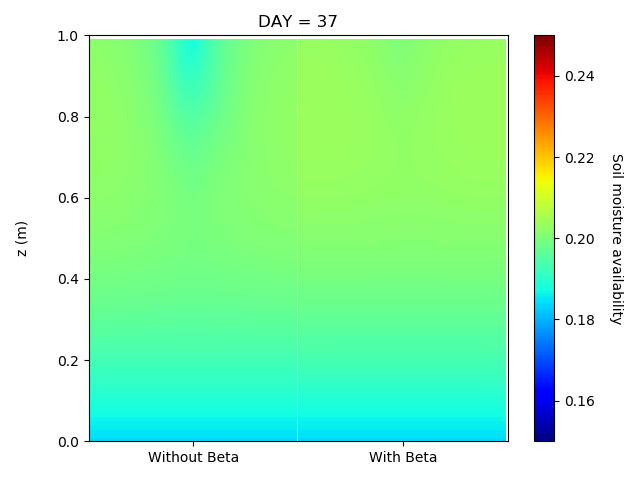 DAY = 37
1.0
0.8
0.6
0.4
0.2
0.0
z (m)
Without Beta
With Beta
0.24
0.22
0.20
0.18
0.16
Soil moisture availability